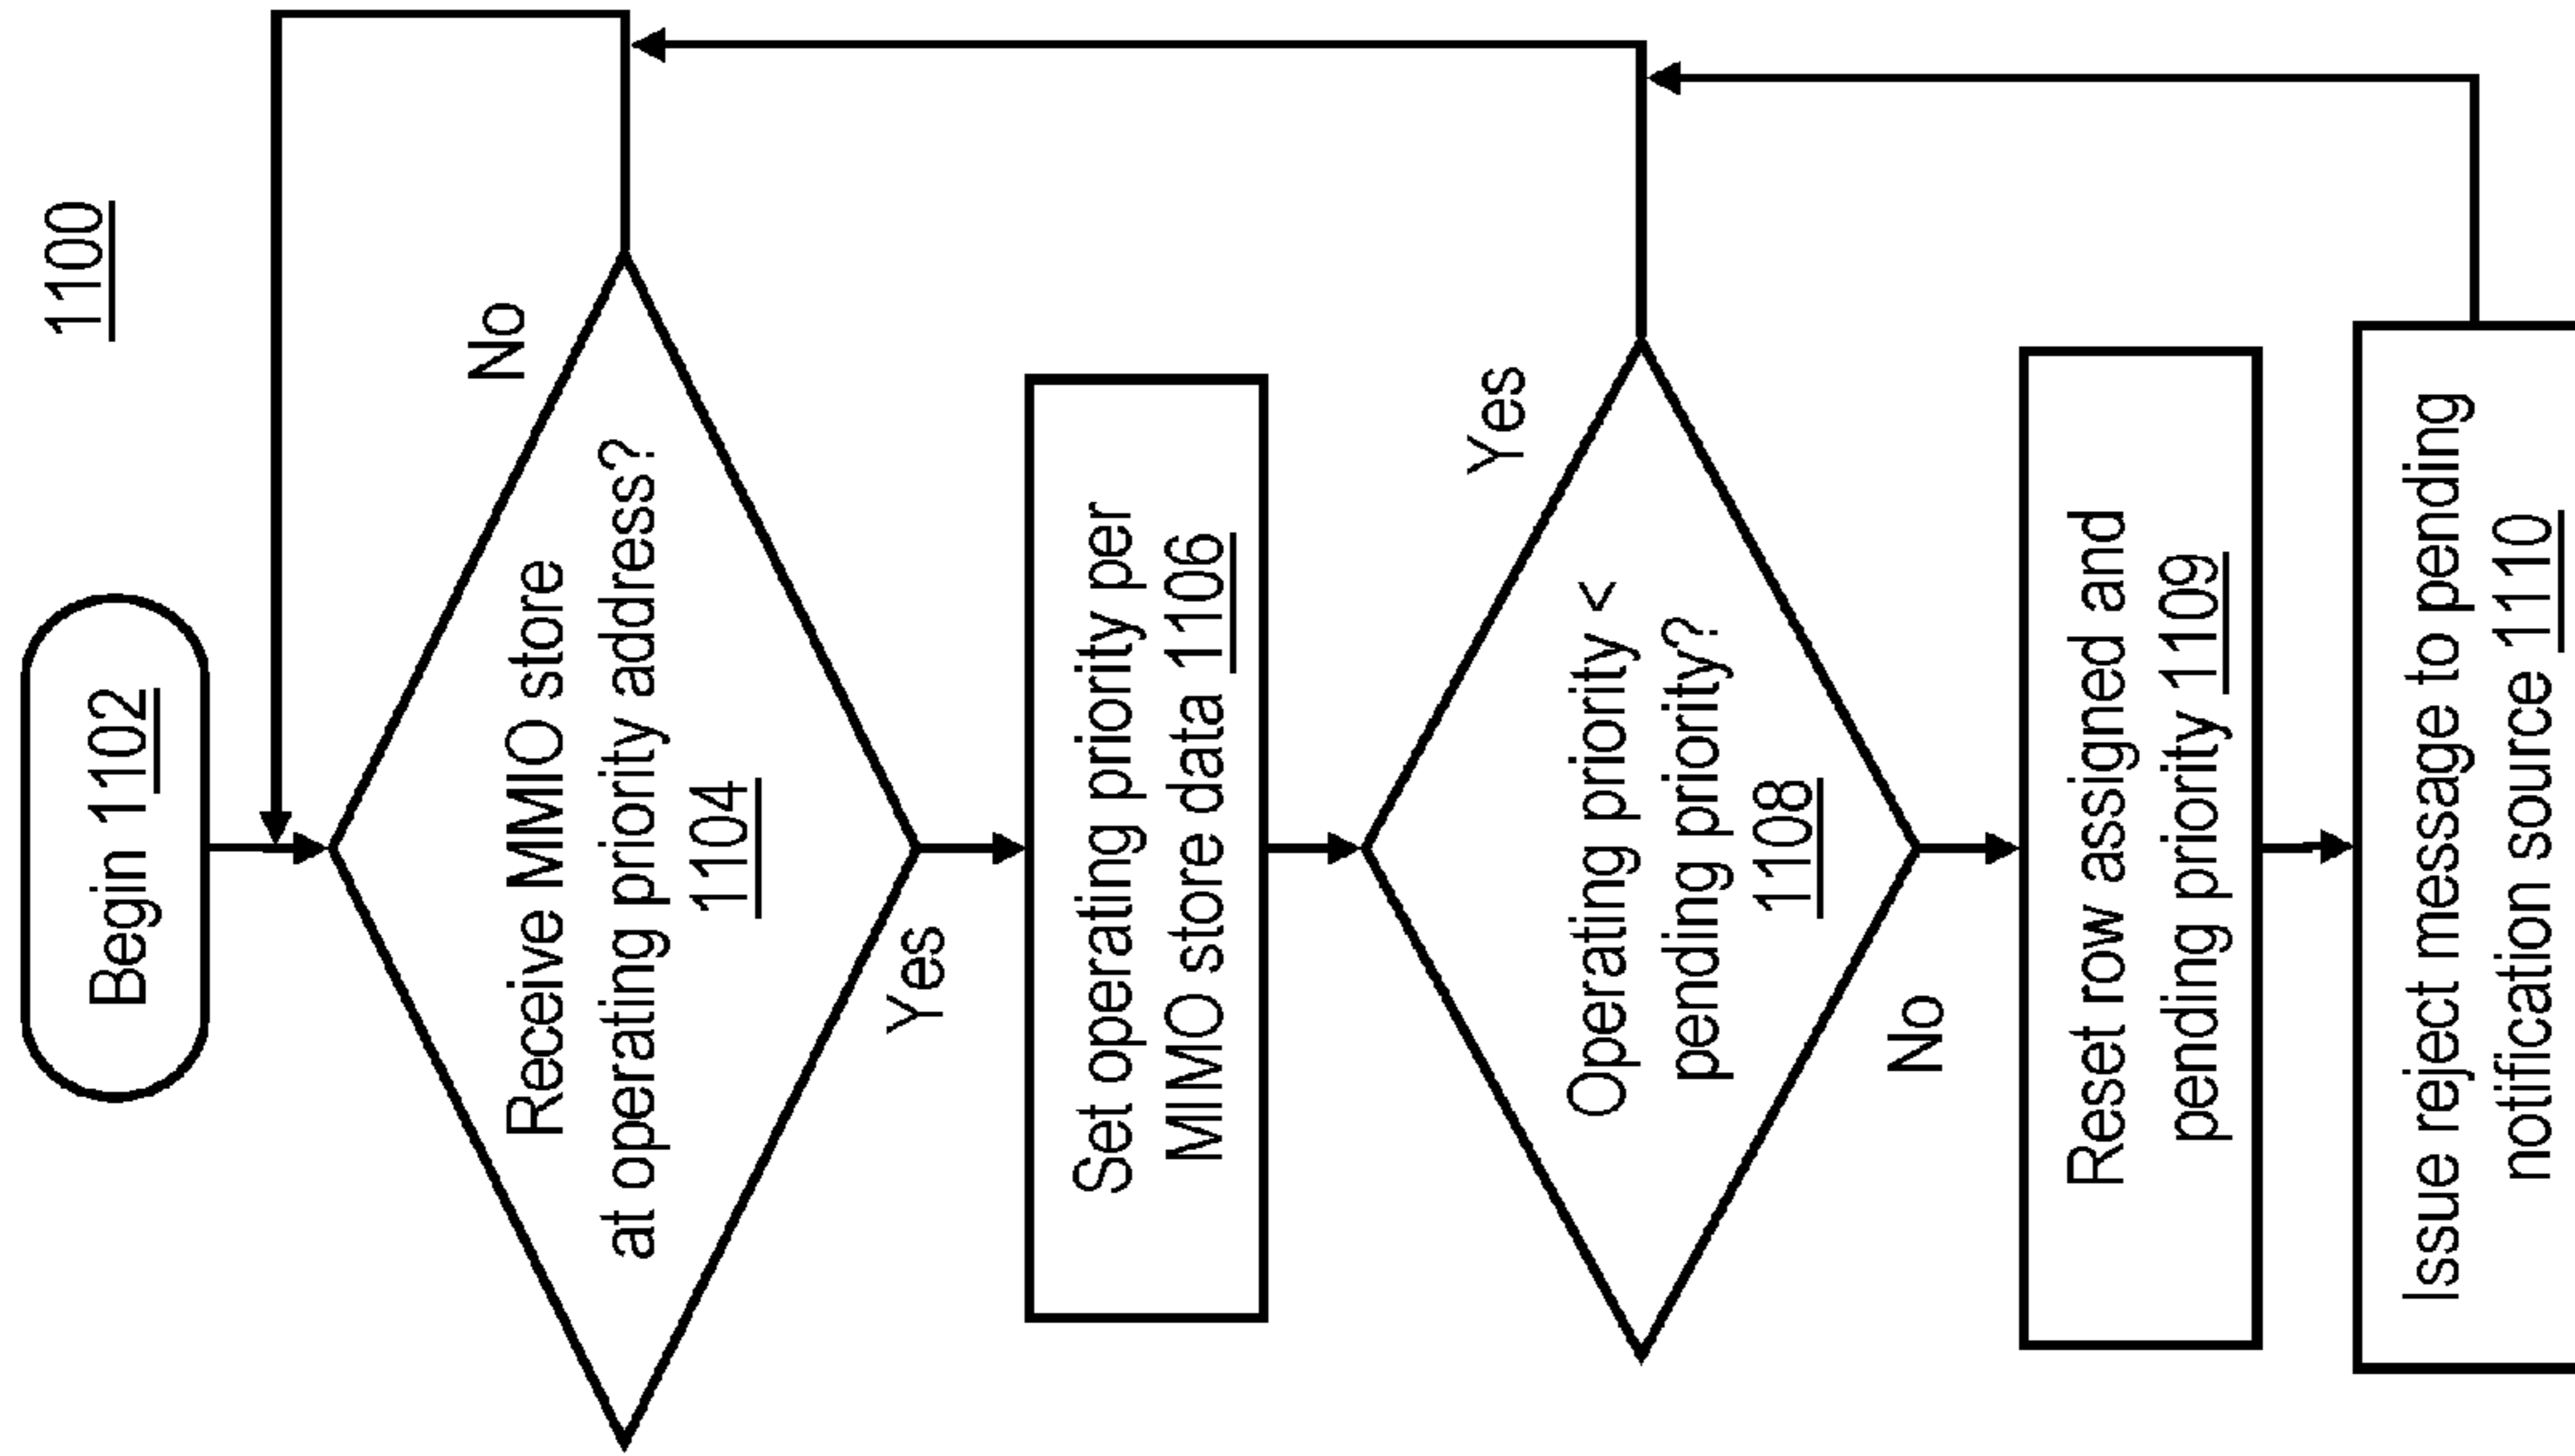 1100
Begin 1102
Receive MMIO store
at operating priority address?
1104
No
Yes
Set operating priority per
MIMO store data 1106
Operating priority <
pending priority?
1108
Yes
No
Reset row assigned and
pending priority 1109
Issue reject message to pending
notification source 1110